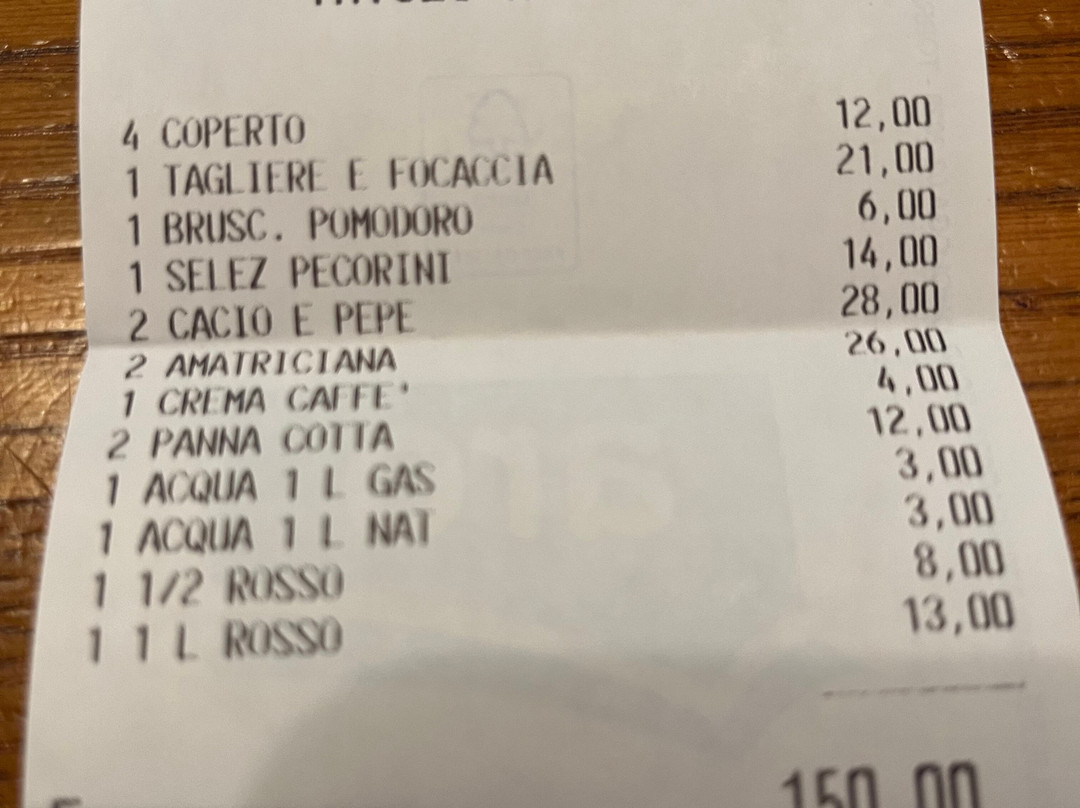 4 COPERTO 12,00
1 TAGLIERE E FOCACCIA 21,00
1 BRUSC. POMODORO 6,00
1 SELEZ PECORINI 14,00
2 CACIO E PEPE 28,00
2 AMATRICIANA 26,00
1 CREMA CAFFE' 4,00
2 PANNA COTTA 12,00
1 ACQUA 1 L GAS 3,00
1 ACQUA 1 L NAT 3,00
1 1/2 ROSSO 8,00
1 1 L ROSSO 13,00
150,00